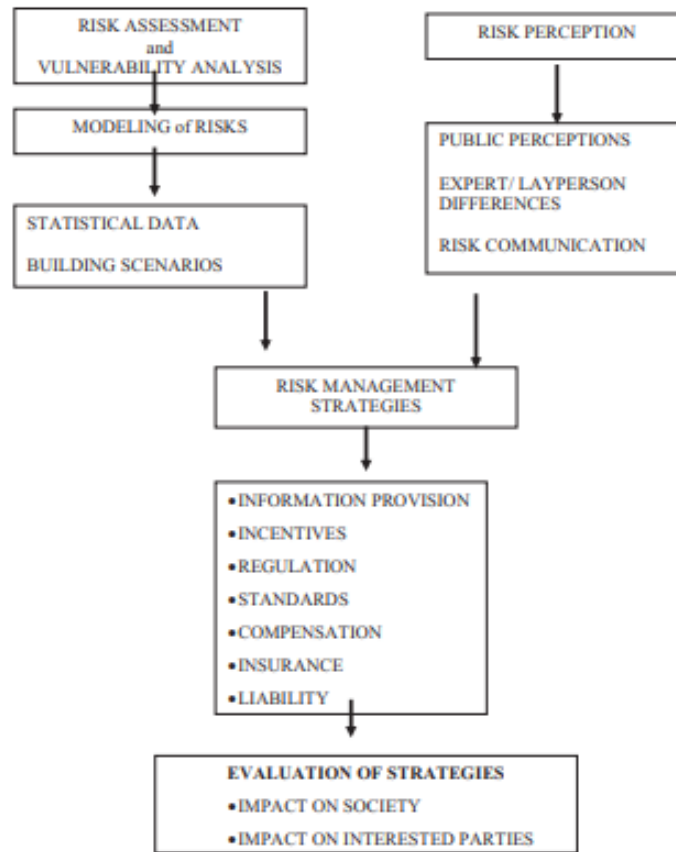 RISK ASSESSMENT
and
VULNERABILITY ANALYSIS
RISK PERCEPTION
MODELING of RISKS
PUBLIC PERCEPTIONS
EXPERT/ LAYPERSON
DIFFERENCES
RISK COMMUNICATION
STATISTICAL DATA
BUILDING SCENARIOS
RISK MANAGEMENT
STRATEGIES
●INFORMATION PROVISION
●INCENTIVES
●REGULATION
●STANDARDS
●COMPENSATION
●INSURANCE
●LIABILITY
EVALUATION OF STRATEGIES
●IMPACT ON SOCIETY
●IMPACT ON INTERESTED PARTIES